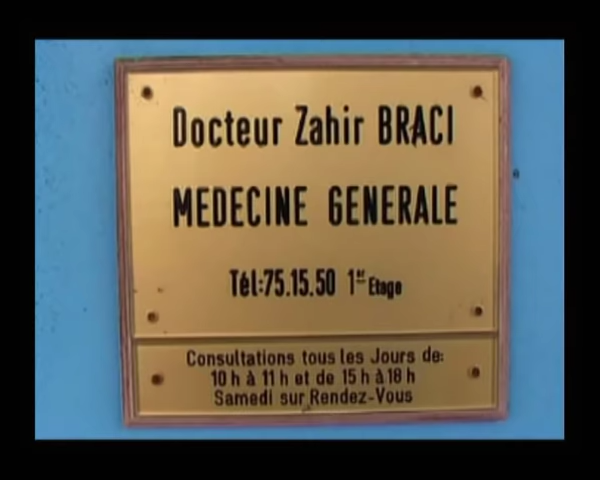 Docteur Zahir BRACI
MEDECINE GENERALE
Tél:75.15.50 1er Etage
Consultations tous les Jours de:
10 h à 11 h et de 15 h à 18 h
Samedi sur Rendez-Vous